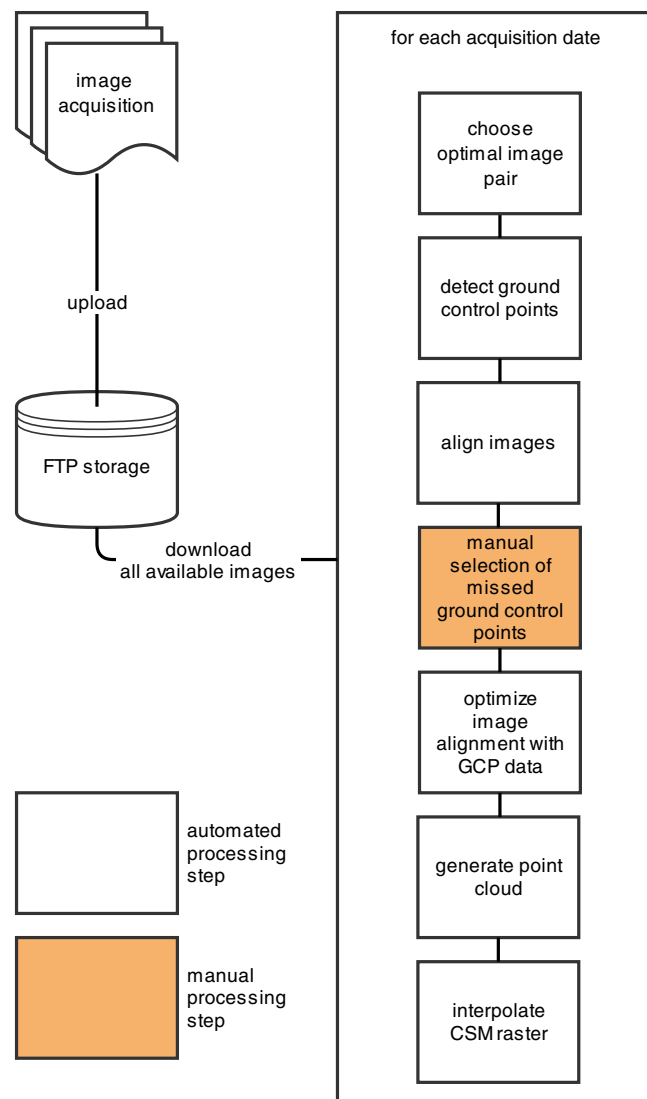 image
acquisition
upload
FTP storage
download
all available images
for each acquisition date
choose
optimal image
pair
detect ground
control points
align images
manual
selection of
missed
ground control
points
optimize
image
alignment with
GCP data
generate point
cloud
interpolate
CSM raster
automated
processing
step
manual
processing
step